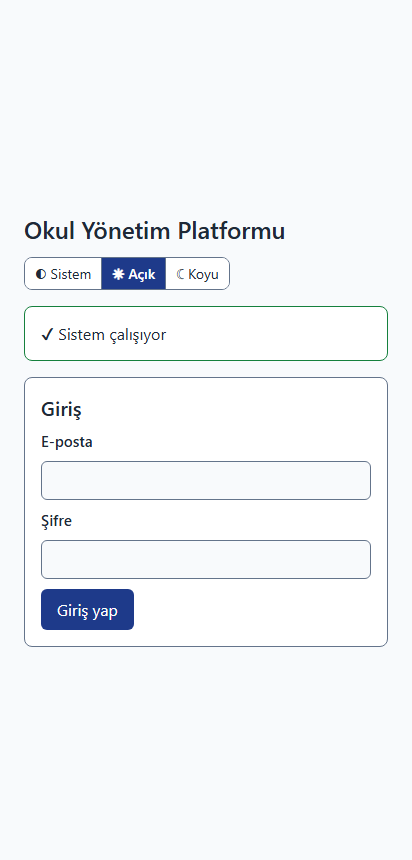 Okul Yönetim Platformu
◐ Sistem ☀ Açık ☾ Koyu
✓ Sistem çalışıyor
Giriş
E-posta
Şifre
Giriş yap